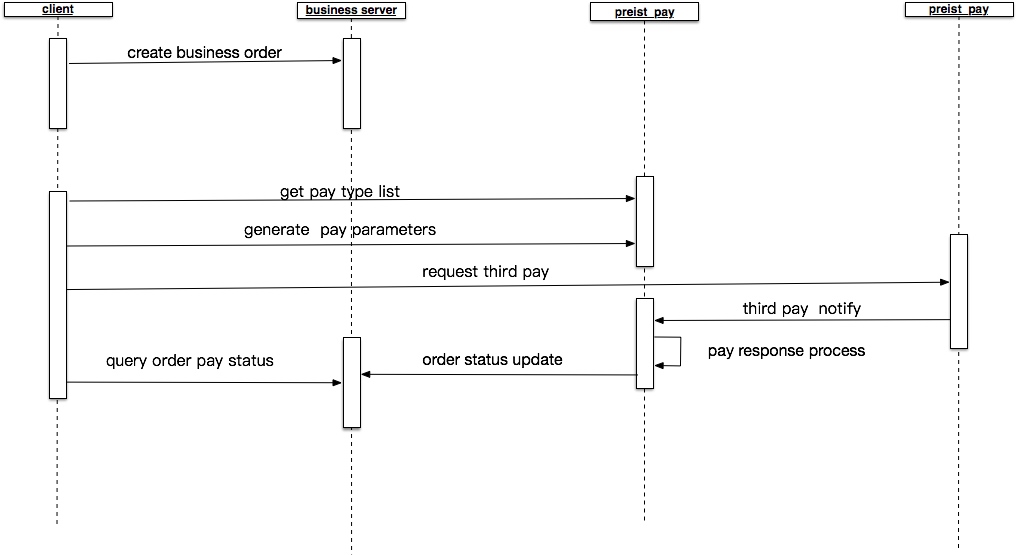 client
business server
preist_pay
preist_pay
create business order
get pay type list
generate pay parameters
request third pay
third pay notify
pay response process
query order pay status
order status update